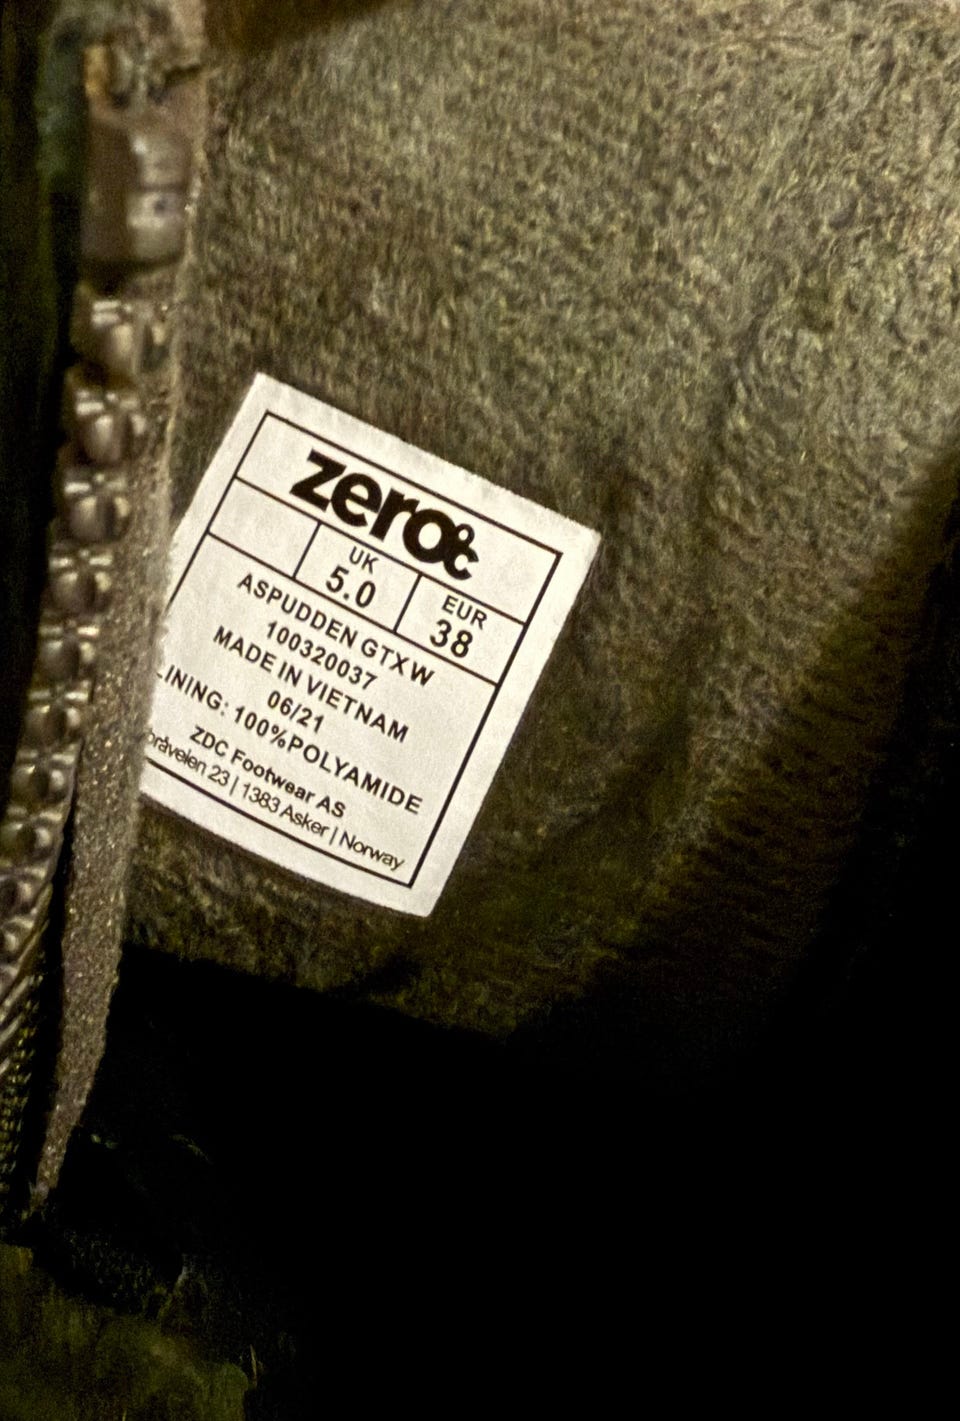 zero°c
UK EUR
5.0 38
ASPUDDEN GTXW
100320037
MADE IN VIETNAM
06/21
LINING: 100%POLYAMIDE
ZDC Footwear AS
23 | 1383 Asker | Norway